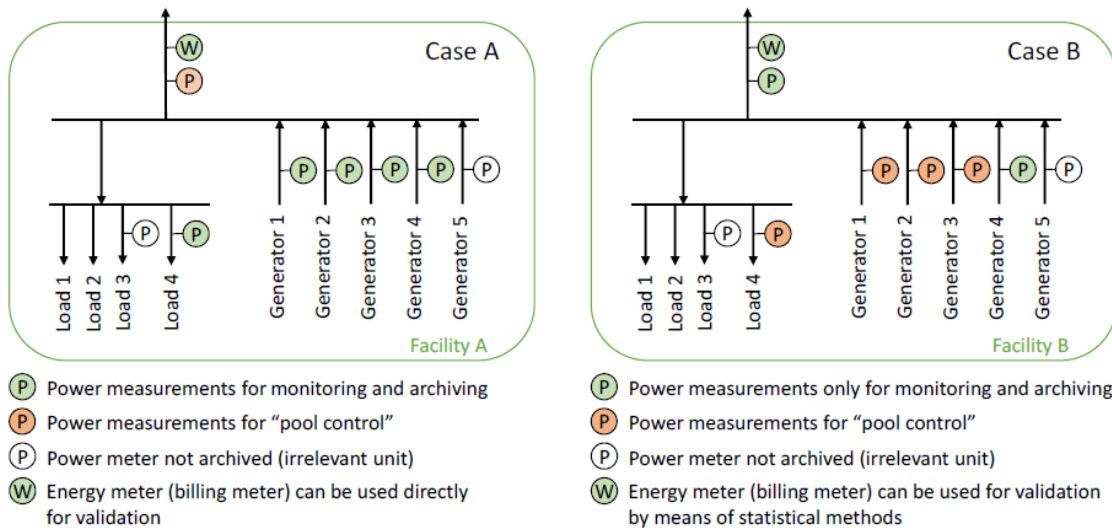 Case A
W
P
P
P
P
P
P
P
P
Load 1
Load 2
Load 3
Load 4
Generator 1
Generator 2
Generator 3
Generator 4
Generator 5
Facility A
P Power measurements for monitoring and archiving
P Power measurements for “pool control”
P Power meter not archived (irrelevant unit)
W Energy meter (billing meter) can be used directly
for validation
Case B
W
P
P
P
P
P
P
P
P
Load 1
Load 2
Load 3
Load 4
Generator 1
Generator 2
Generator 3
Generator 4
Generator 5
Facility B
P Power measurements only for monitoring and archiving
P Power measurements for “pool control”
P Power meter not archived (irrelevant unit)
W Energy meter (billing meter) can be used for validation
by means of statistical methods